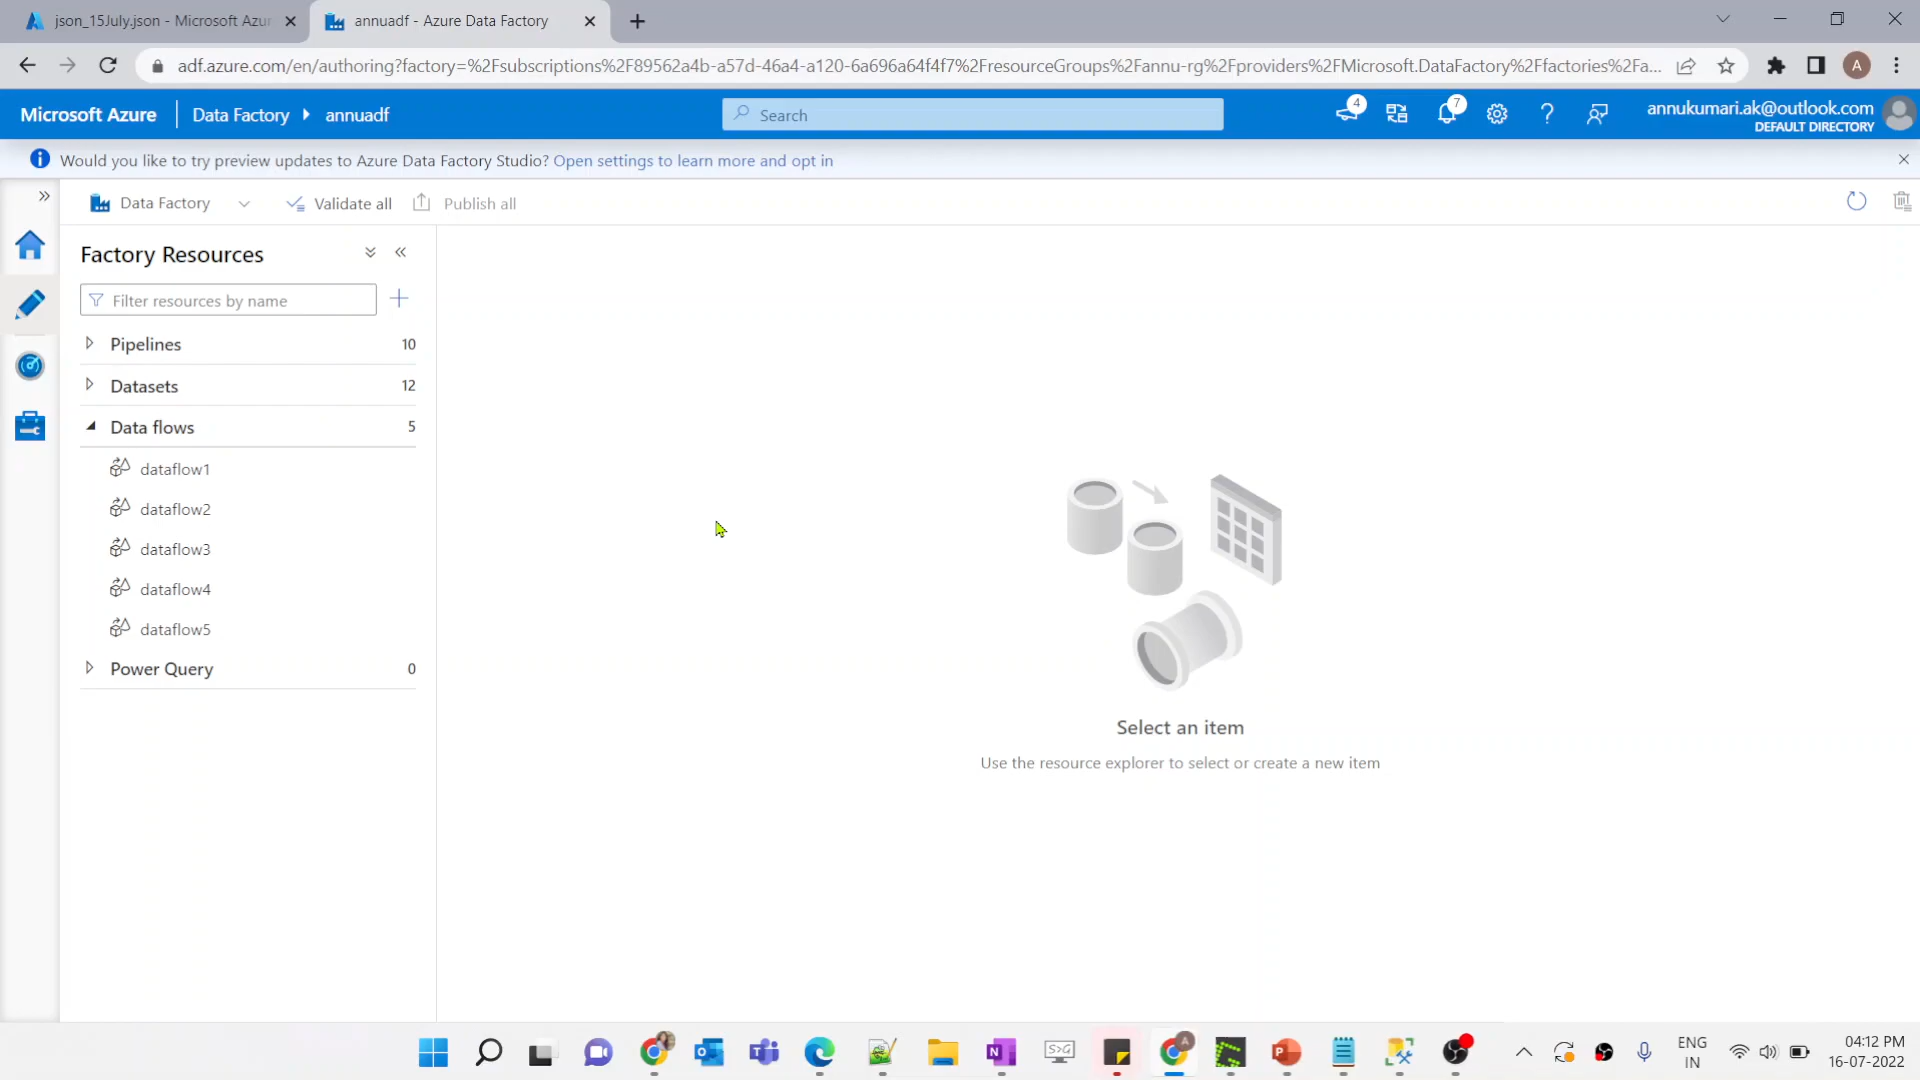 json_15July.json - Microsoft Azur
annuadf - Azure Data Factory
adf.azure.com/en/authoring?factory=%2Fsubscriptions%2F89562a4b-a57d-46a4-a120-6a696a64f4f7%2FresourceGroups%2Fannu-rg%2Fproviders%2FMicrosoft.DataFactory%2Ffactories%2Fa...
A
Microsoft Azure
Data Factory
annuadf
Search
4
7
annukumari.ak@outlook.com
DEFAULT DIRECTORY
Would you like to try preview updates to Azure Data Factory Studio? Open settings to learn more and opt in
Data Factory
Validate all
Publish all
Factory Resources
Filter resources by name
Pipelines 10
Datasets 12
Data flows 5
dataflow1
dataflow2
dataflow3
dataflow4
dataflow5
Power Query 0
Select an item
Use the resource explorer to select or create a new item
ENG
IN
04:12 PM
16-07-2022